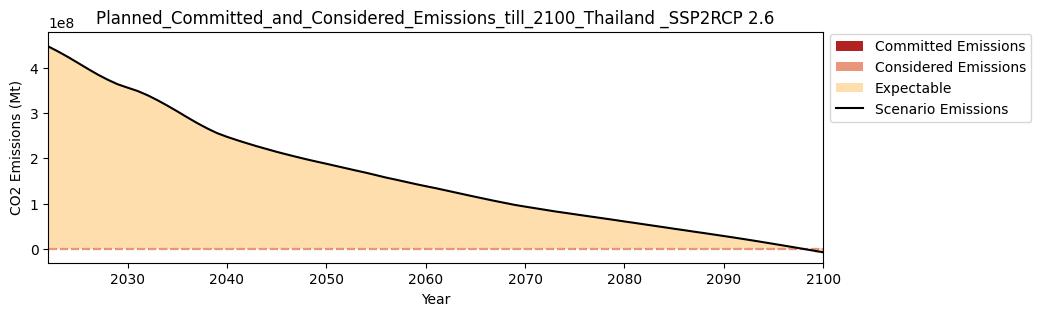 Planned_Committed_and_Considered_Emissions_till_2100_Thailand _SSP2RCP 2.6
1e8
CO2 Emissions (Mt)
4
3
2
1
0
2030 2040 2050 2060 2070 2080 2090 2100
Year
Committed Emissions
Considered Emissions
Expectable
Scenario Emissions